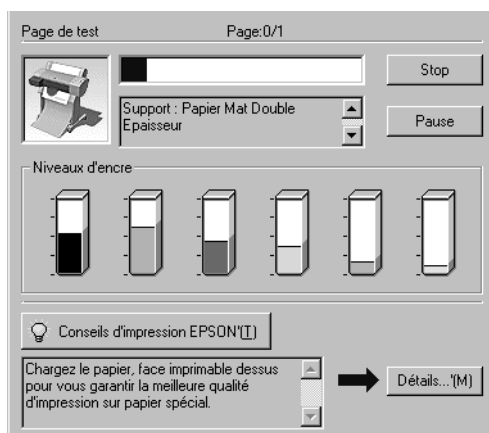 Page de test Page:0/1
Stop
Support : Papier Mat Double
Epaisseur
Pause
Niveaux d'encre
Conseils d'impression EPSON'(T)
Chargez le papier, face imprimable dessus
pour vous garantir la meilleure qualité
d'impression sur papier spécial.
Détails...'(M)